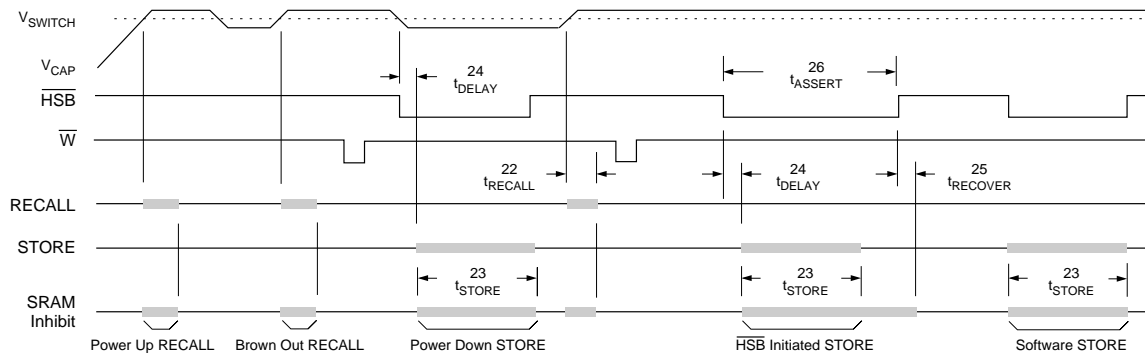 VSWITCH
VCAP
24
tDELAY
26
tASSERT
HSB
W
22
tRECALL
24
tDELAY
25
tRECOVER
RECALL
STORE
23
tSTORE
23
tSTORE
23
tSTORE
SRAM
Inhibit
Power Up RECALL
Brown Out RECALL
Power Down STORE
HSB Initiated STORE
Software STORE